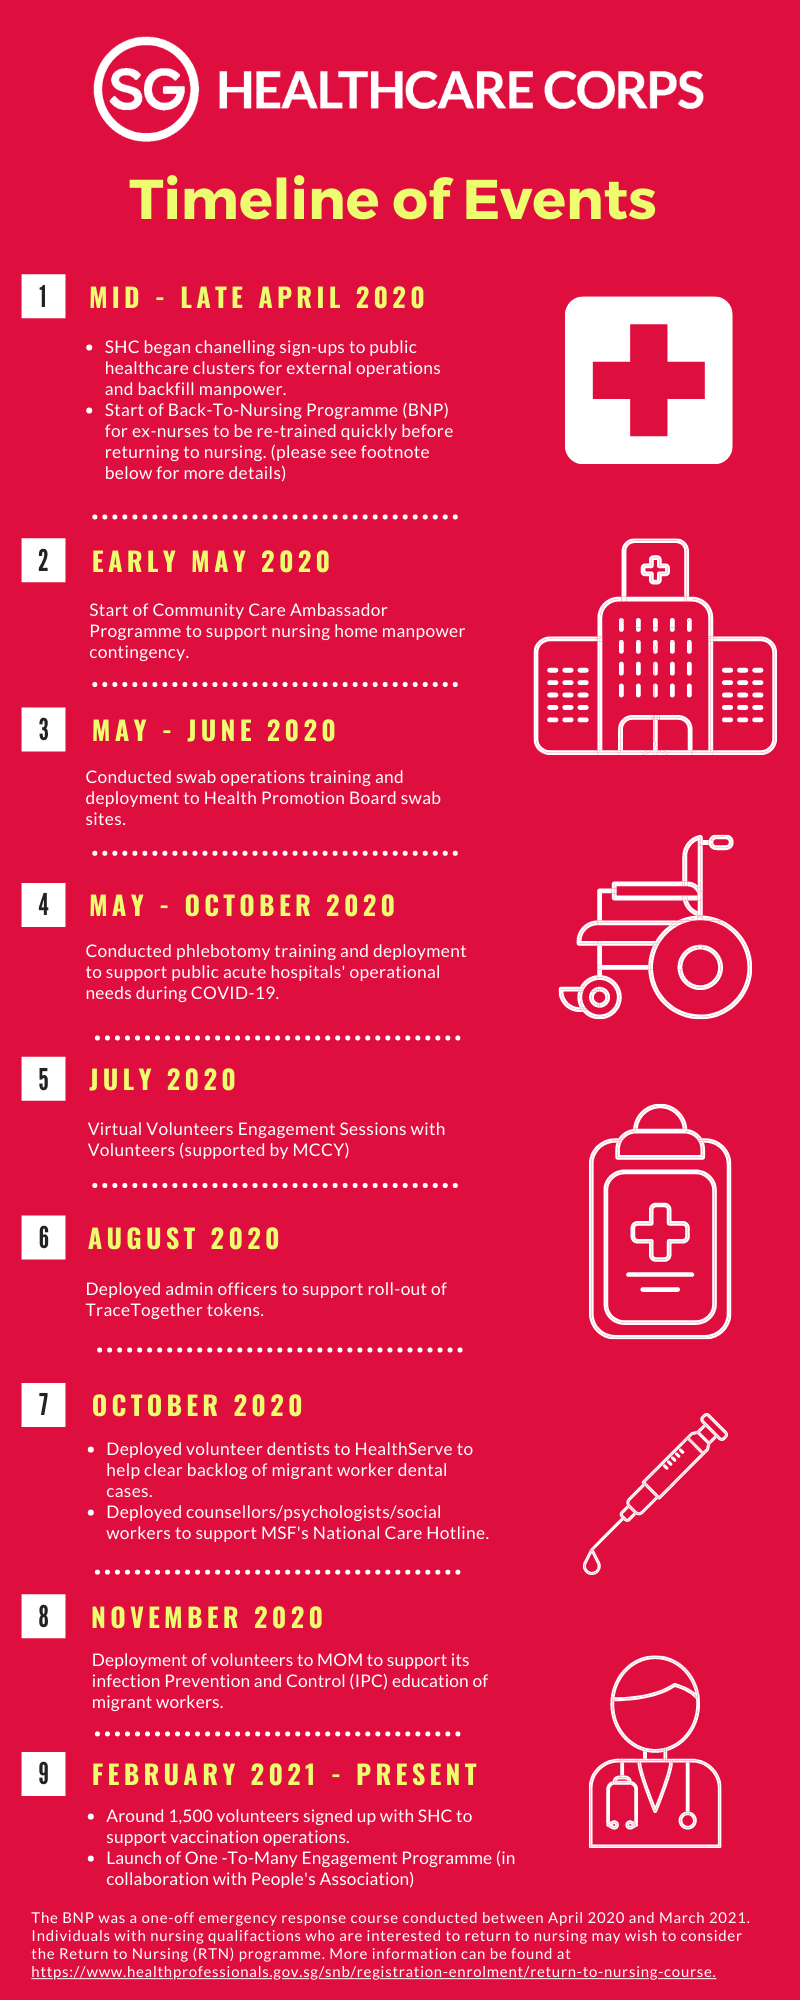 SG HEALTHCARE CORPS
Timeline of Events
1 MID - LATE APRIL 2020
• SHC began chanelling sign-ups to public
healthcare clusters for external operations
and backfill manpower.
• Start of Back-To-Nursing Programme (BNP)
for ex-nurses to be re-trained quickly before
returning to nursing. (please see footnote
below for more details)
2 EARLY MAY 2020
Start of Community Care Ambassador
Programme to support nursing home manpower
contingency.
3 MAY - JUNE 2020
Conducted swab operations training and
deployment to Health Promotion Board swab
sites.
4 MAY - OCTOBER 2020
Conducted phlebotomy training and deployment
to support public acute hospitals' operational
needs during COVID-19.
5 JULY 2020
Virtual Volunteers Engagement Sessions with
Volunteers (supported by MCCY)
6 AUGUST 2020
Deployed admin officers to support roll-out of
TraceTogether tokens.
7 OCTOBER 2020
• Deployed volunteer dentists to HealthServe to
help clear backlog of migrant worker dental
cases.
• Deployed counsellors/psychologists/social
workers to support MSF's National Care Hotline.
8 NOVEMBER 2020
Deployment of volunteers to MOM to support its
infection Prevention and Control (IPC) education of
migrant workers.
9 FEBRUARY 2021 - PRESENT
• Around 1,500 volunteers signed up with SHC to
support vaccination operations.
• Launch of One -To-Many Engagement Programme (in
collaboration with People's Association)
The BNP was a one-off emergency response course conducted between April 2020 and March 2021.
Individuals with nursing qualifactions who are interested to return to nursing may wish to consider
the Return to Nursing (RTN) programme. More information can be found at
https://www.healthprofessionals.gov.sg/snb/registration-enrolment/return-to-nursing-course.